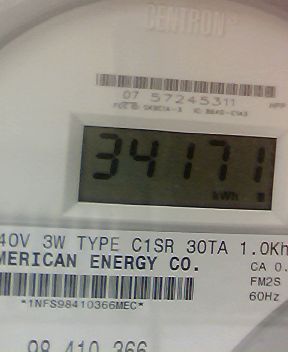 CENTRON®
07 57245311
34171
kWh
40V 3W TYPE C1SR 30TA 1.0Kh
MERICAN ENERGY CO.
CA 0.
FM2S
60Hz
*1NFS98410366MEC*
98 410 366